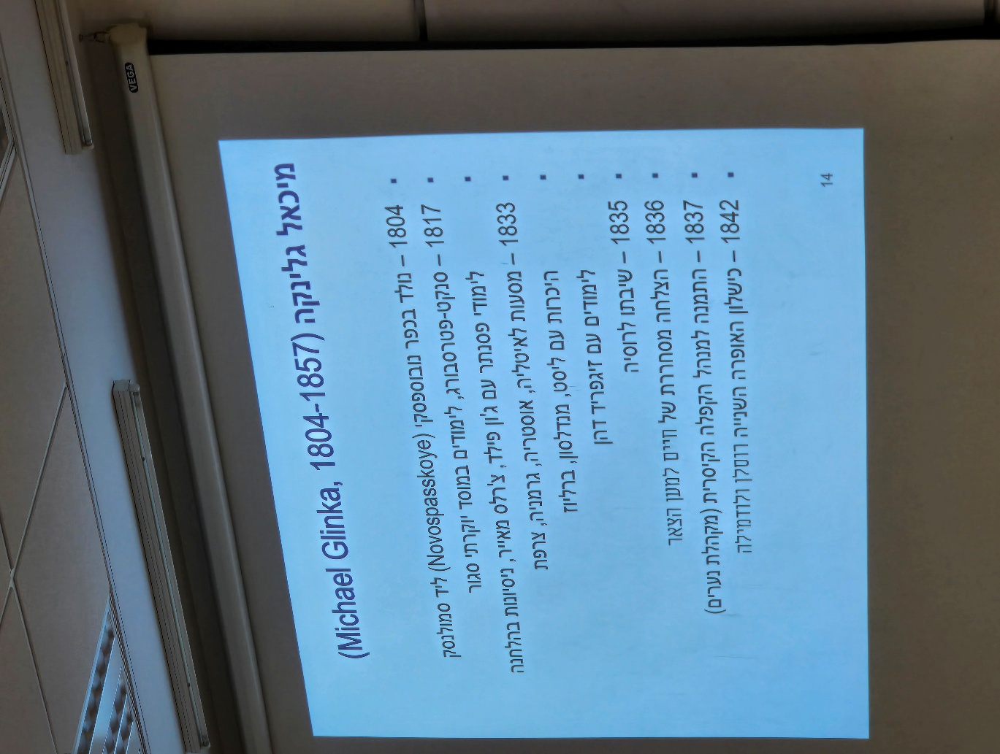 VEGA
מיכאל גלינקה (Michael Glinka, 1804-1857)
▪ 1804 – נולד בכפר נובוספסקי (Novospasskoye) ליד סמולנסק
▪ 1817 – סנקט-פטרסבורג, לימודים במוסד יוקרתי סגור
▪ לימודי פסנתר עם ג'ון פילד, צ'רלס מאייר, ניסיונות בהלחנה
▪ 1833 – מסעות לאיטליה, אוסטריה, גרמניה, צרפת
▪ היכרות עם ליסט, מנדלסון, ברליוז
▪ לימודים עם זיגפריד דהן
▪ 1835 – שיבתו לרוסיה
▪ 1836 – הצלחה מסחררת של חיים למען הצאר
▪ 1837 – התמנה למנהל הקפלה הקיסרית (מקהלת נערים)
▪ 1842 – כישלון האופרה השנייה רוסלן ולודמילה
14